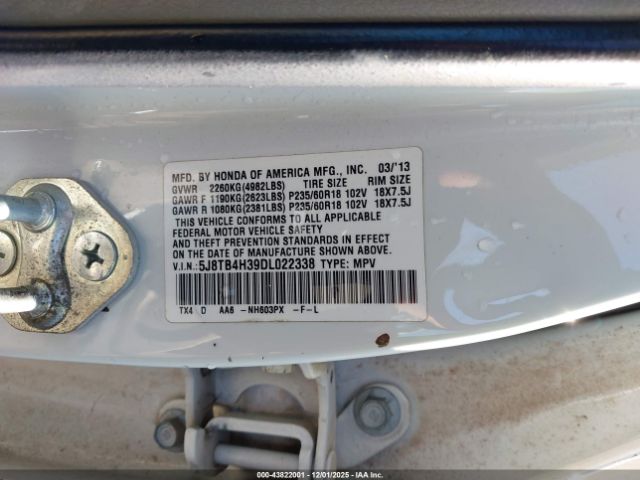 MFD. BY HONDA OF AMERICA MFG., INC. 03/'13
GVWR 2260KG(4982LBS) TIRE SIZE RIM SIZE
GAWR F 1190KG(2623LBS) P235/60R18 102V 18X7.5J
GAWR R 1080KG(2381LBS) P235/60R18 102V 18X7.5J
THIS VEHICLE CONFORMS TO ALL APPLICABLE
FEDERAL MOTOR VEHICLE SAFETY
AND THEFT PREVENTION STANDARDS IN EFFECT
ON THE DATE OF MANUFACTURE SHOWN ABOVE.
V.I.N.: 5J8TB4H39DL022338 TYPE: MPV
TX4 D AA6 -NH603PX -F-L
000-43822001 - 12/01/2025 - IAAI.COM